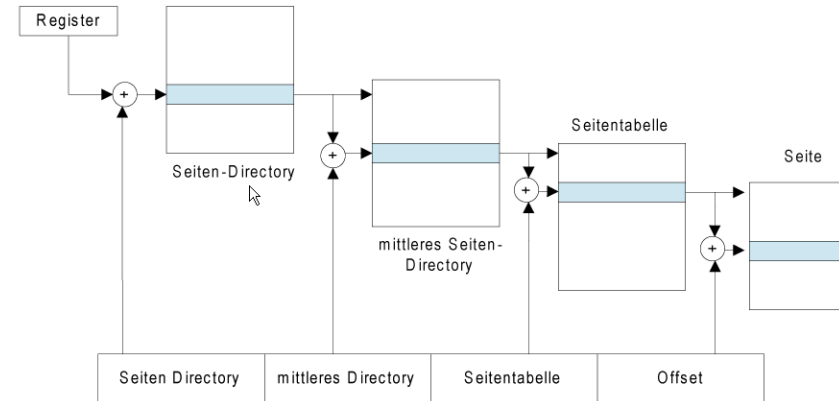 Register
Seiten-Directory
mittleres Seiten-
Directory
Seitentabelle
Seite
Seiten Directory
mittleres Directory
Seitentabelle
Offset